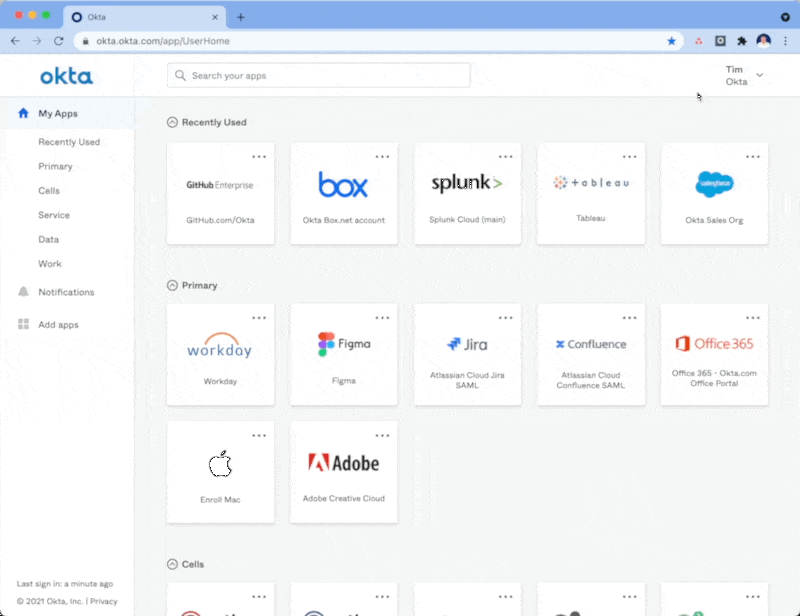 Okta
okta.okta.com/app/UserHome
okta
Search your apps
Tim
Okta
My Apps
Recently Used
Primary
Cells
Service
Data
Work
Notifications
Add apps
Last sign in: a minute ago
© 2021 Okta, Inc. | Privacy
Recently Used
GitHub Enterprise
GitHub.com/Okta
box
Okta Box.net account
splunk>
Splunk Cloud (main)
+ a b l e a u
Tableau
salesforce
Okta Sales Org
Primary
workday
Workday
Figma
Figma
Jira
Atlassian Cloud Jira
SAML
Confluence
Atlassian Cloud
Confluence SAML
Office 365
Office 365 - Okta.com
Office Portal
Enroll Mac
Adobe
Adobe Creative Cloud
Cells